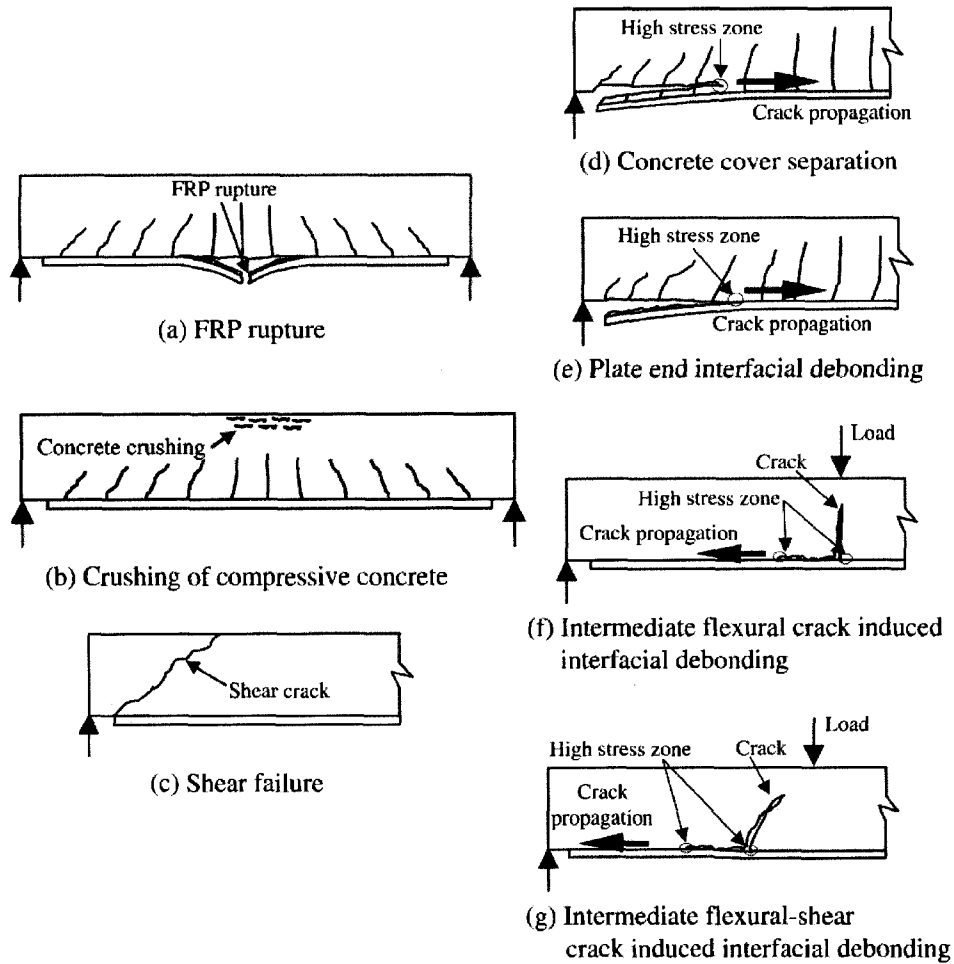 FRP rupture
(a) FRP rupture
Concrete crushing
(b) Crushing of compressive concrete
Shear crack
(c) Shear failure
High stress zone
Crack propagation
(d) Concrete cover separation
High stress zone
Crack propagation
(e) Plate end interfacial debonding
Load
Crack
High stress zone
Crack propagation
(f) Intermediate flexural crack induced
interfacial debonding
Load
High stress zone
Crack
Crack
propagation
(g) Intermediate flexural-shear
crack induced interfacial debonding